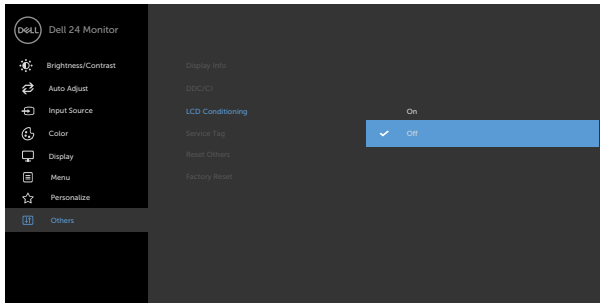 DELL Dell 24 Monitor
Brightness/Contrast
Auto Adjust
Input Source
Color
Display
Menu
Personalize
Others
Display Info
DDC/CI
LCD Conditioning
Service Tag
Reset Others
Factory Reset
On
Off